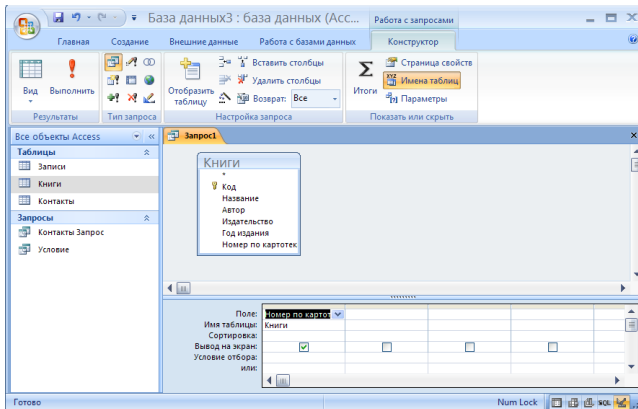 База данных3 : база данных (Acc...
Работа с запросами
Главная
Создание
Внешние данные
Работа с базами данных
Конструктор
Вид
Выполнить
Результаты
Тип запроса
Отобразить таблицу
Вставить столбцы
Удалить столбцы
Возврат: Все
Настройка запроса
Итоги
Страница свойств
xyz
Имена таблиц
Параметры
Показать или скрыть
Все объекты Access
Таблицы
Записи
Книги
Контакты
Запросы
Контакты Запрос
Условие
Запрос1
Книги
*
Код
Название
Автор
Издательство
Год издания
Номер по картотек
Поле: Номер по картот
Имя таблицы: Книги
Сортировка:
Вывод на экран:
Условие отбора:
или:
Готово
Num Lock
SQL